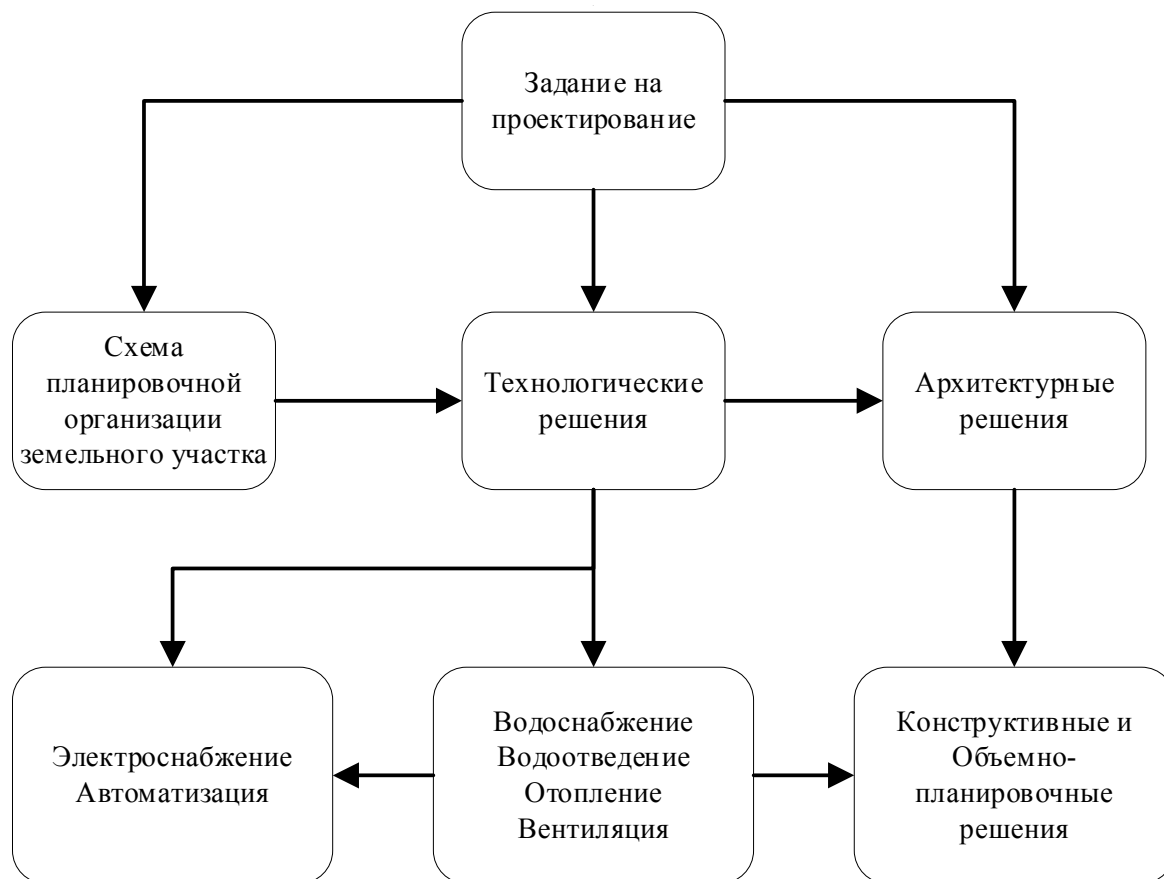 Задание на
проектирование
Схема
планировочной
организации
земельного участка
Технологические
решения
Архитектурные
решения
Электроснабжение
Автоматизация
Водоснабжение
Водоотведение
Отопление
Вентиляция
Конструктивные и
Объемно-
планировочные
решения